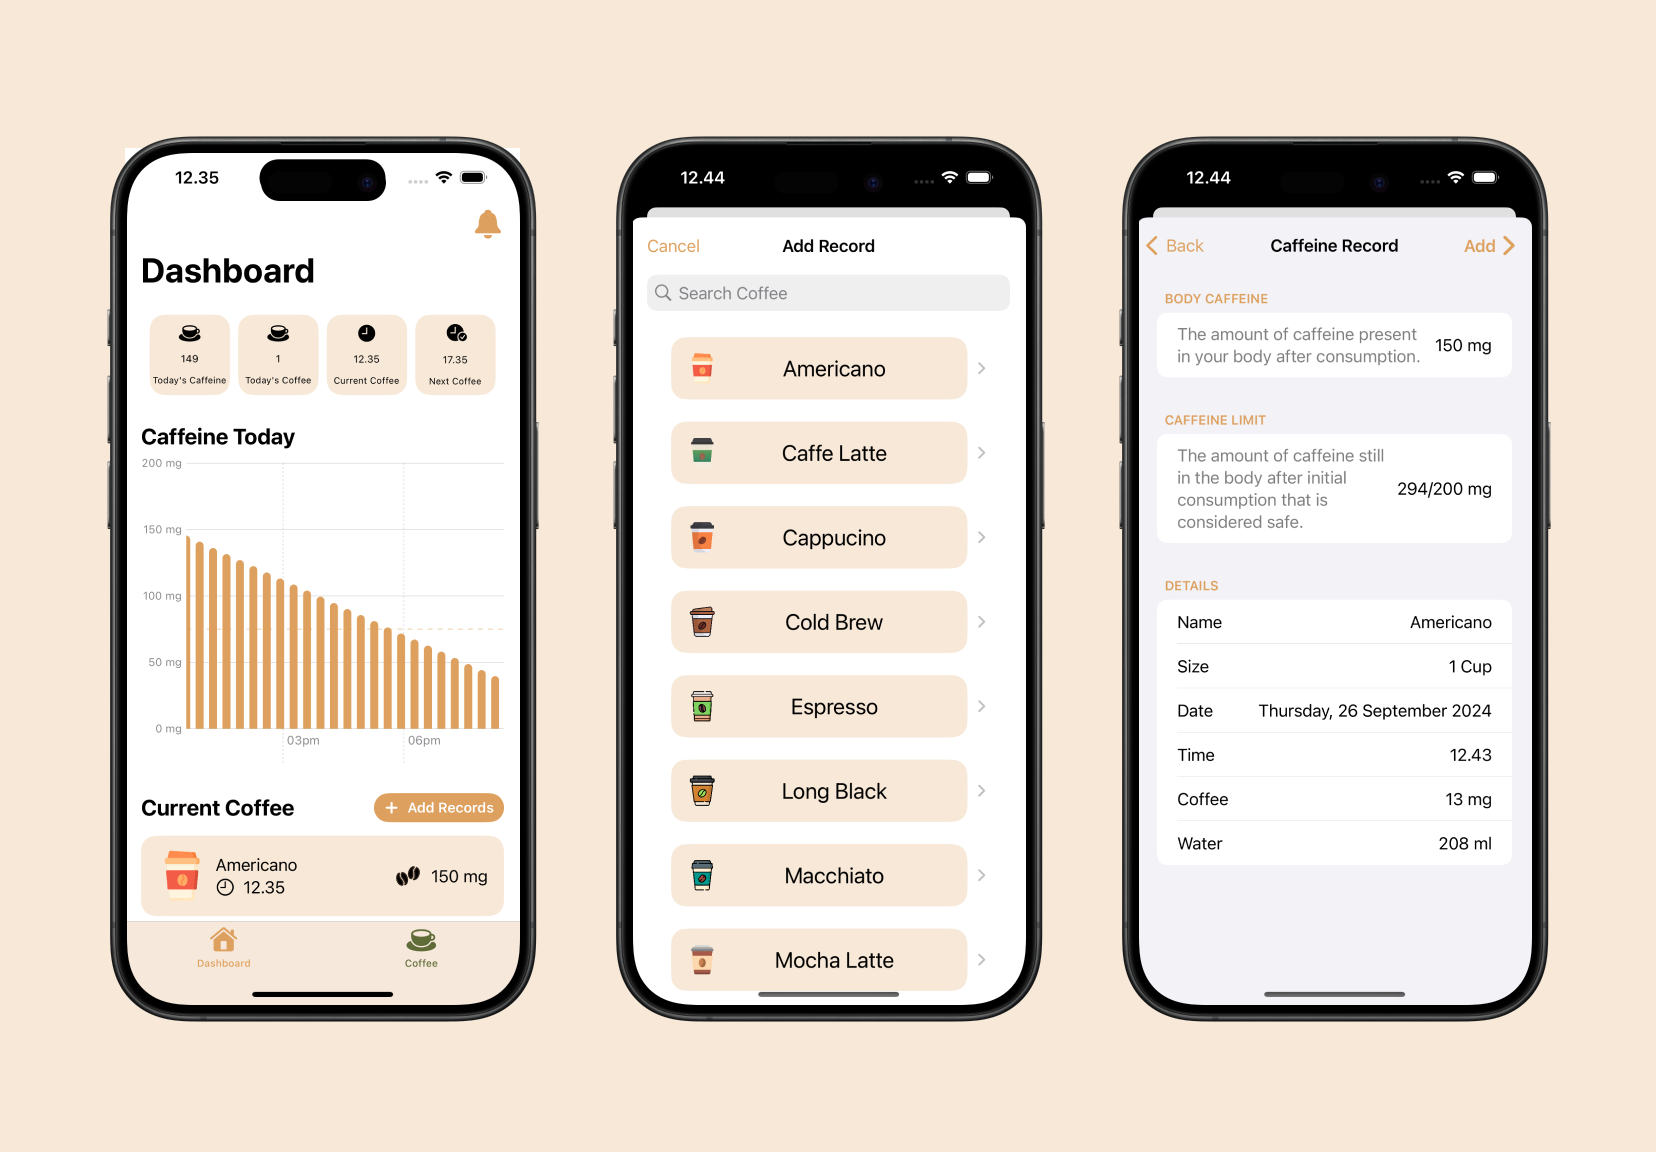 12.35
Dashboard
149
Today's Caffeine
1
Today's Coffee
12.35
Current Coffee
17.35
Next Coffee
Caffeine Today
200 mg
150 mg
100 mg
50 mg
0 mg
03pm
06pm
Current Coffee
+ Add Records
Americano
12.35
150 mg
Dashboard
Coffee
12.44
Cancel
Add Record
Search Coffee
Americano
Caffe Latte
Cappucino
Cold Brew
Espresso
Long Black
Macchiato
Mocha Latte
12.44
Back
Caffeine Record
Add
BODY CAFFEINE
The amount of caffeine present
in your body after consumption.
150 mg
CAFFEINE LIMIT
The amount of caffeine still
in the body after initial
consumption that is
considered safe.
294/200 mg
DETAILS
Name Americano
Size 1 Cup
Date Thursday, 26 September 2024
Time 12.43
Coffee 13 mg
Water 208 ml